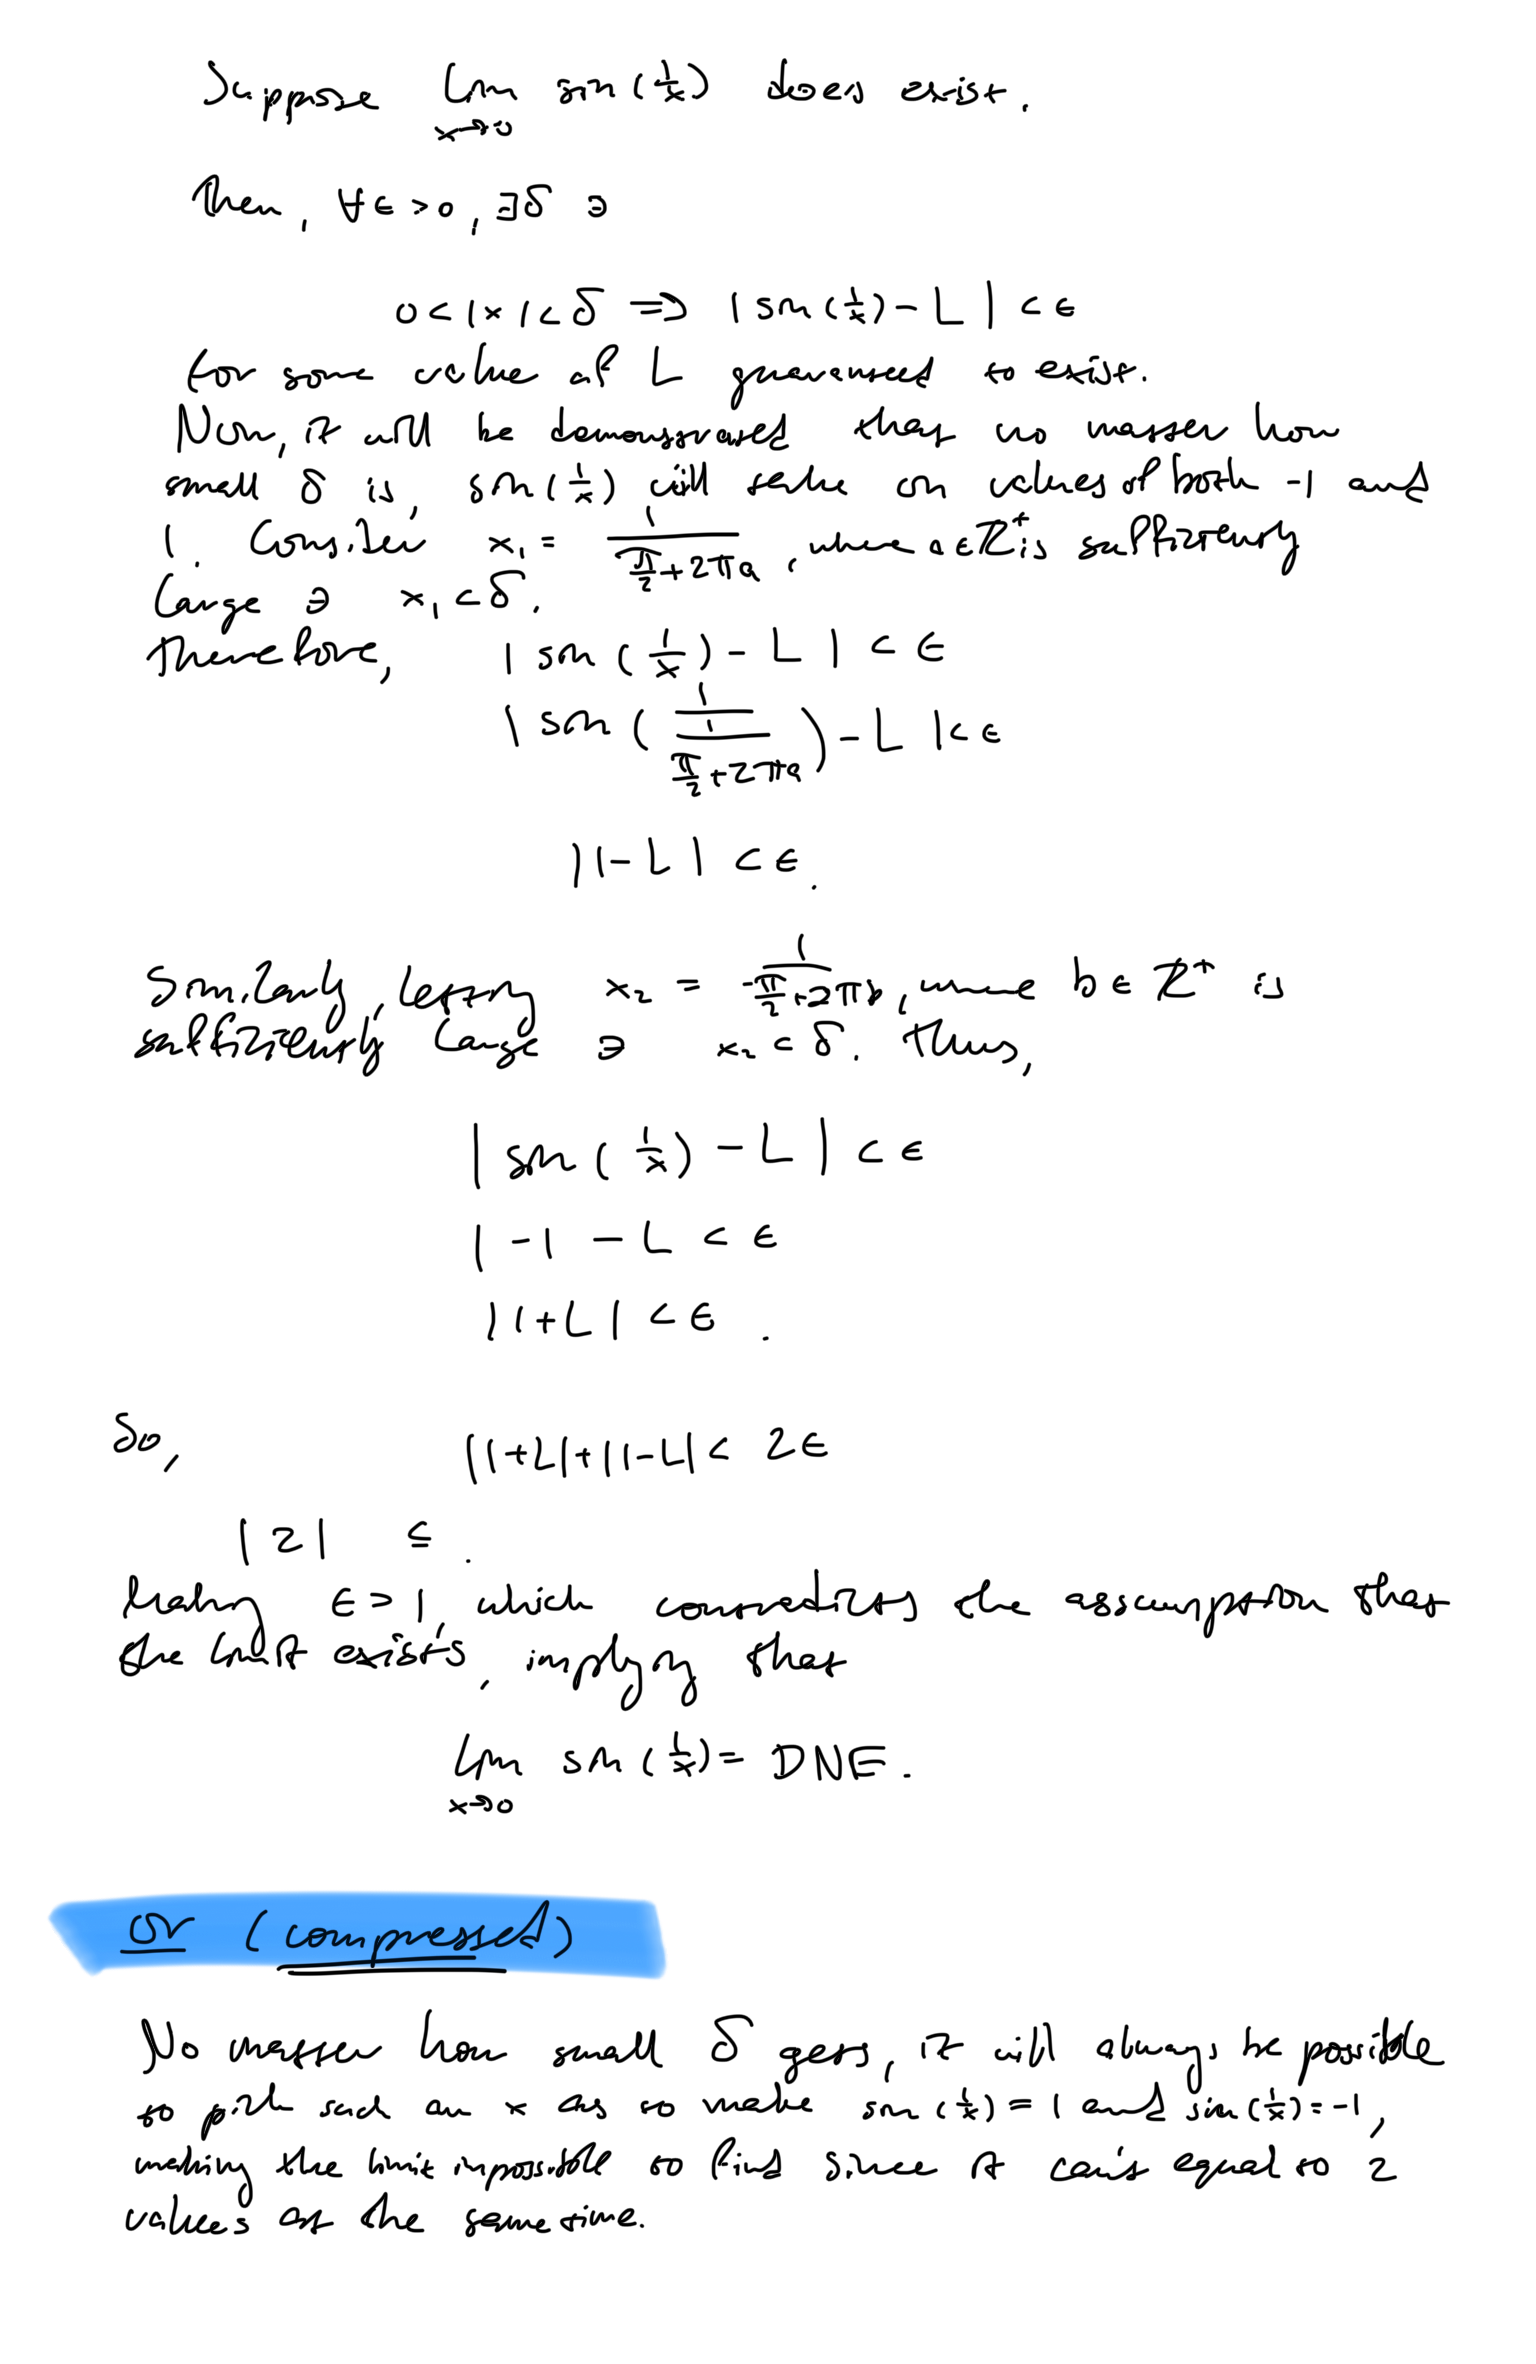 Suppose lim x→0 sin(1/x) does exist.
Then, ∀ϵ>0, ∃δ ∋
0<|x|<δ ⇒ |sin(1/x)-L|<ϵ
for some value of L guaranteed to exist.
Now, it will be demonstrated that no matter how
small δ is, sin(1/x) will take on values of both -1 and
1. Consider x₁ = 1/(π/2+2πa), where a∈ℤ⁺ is sufficiently
large ∋ x₁<δ.
Therefore, |sin(1/x)-L|<ϵ
|sin(1/(1/(π/2+2πa)))-L|<ϵ
|1-L|<ϵ.
Similarly, letting x₂ = 1/(-π/2+2πb), where b∈ℤ⁺ is
sufficiently large ∋ x₂<δ. Thus,
|sin(1/x)-L|<ϵ
|-1-L<ϵ
|1+L|<ϵ.
So, |1+L|+|1-L|<2ϵ
|2| ≤.
Making ϵ>1, which contradicts the assumption that
the limit exists, implying that
lim x→0 sin(1/x)=DNE.
or (compressed)
No matter how small δ gets, it will always be possible
to pick such an x as to make sin(1/x)=1 and sin(1/x)=-1,
making the limit impossible to find since it can't equal to 2
values at the same time.